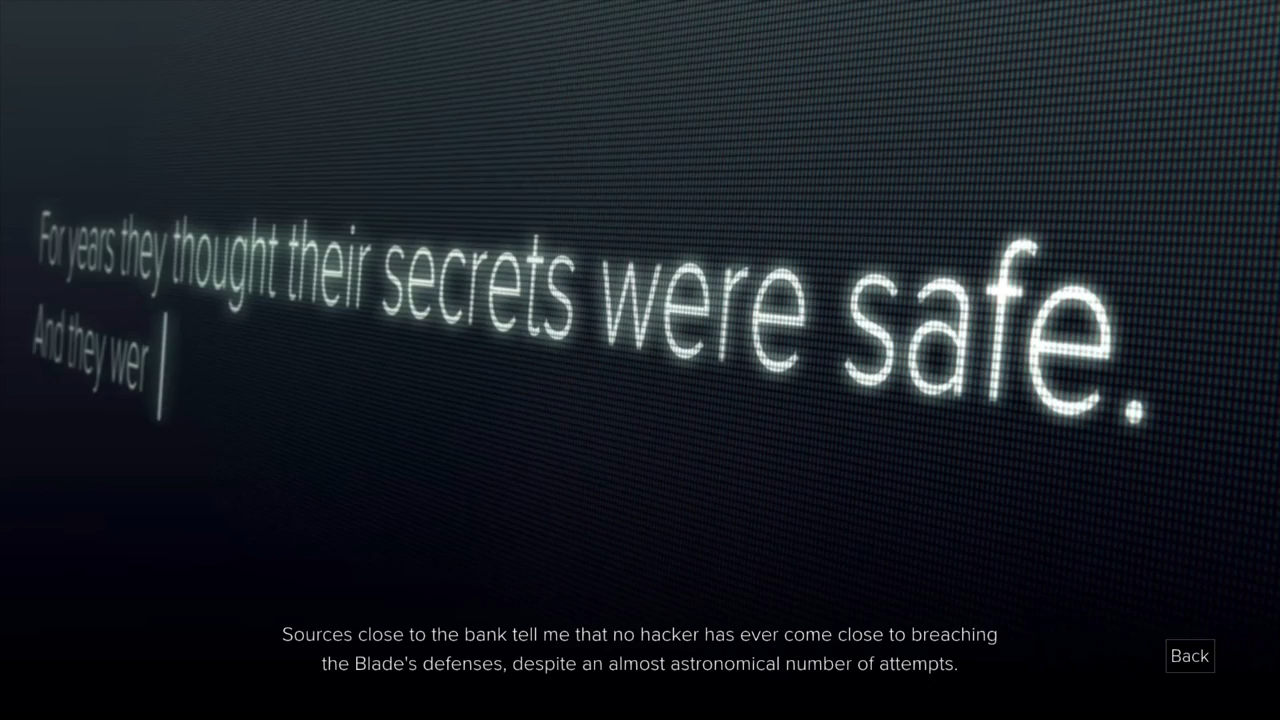 For years they thought their secrets were safe.
And they wer
Sources close to the bank tell me that no hacker has ever come close to breaching
the Blade's defenses, despite an almost astronomical number of attempts.
Back